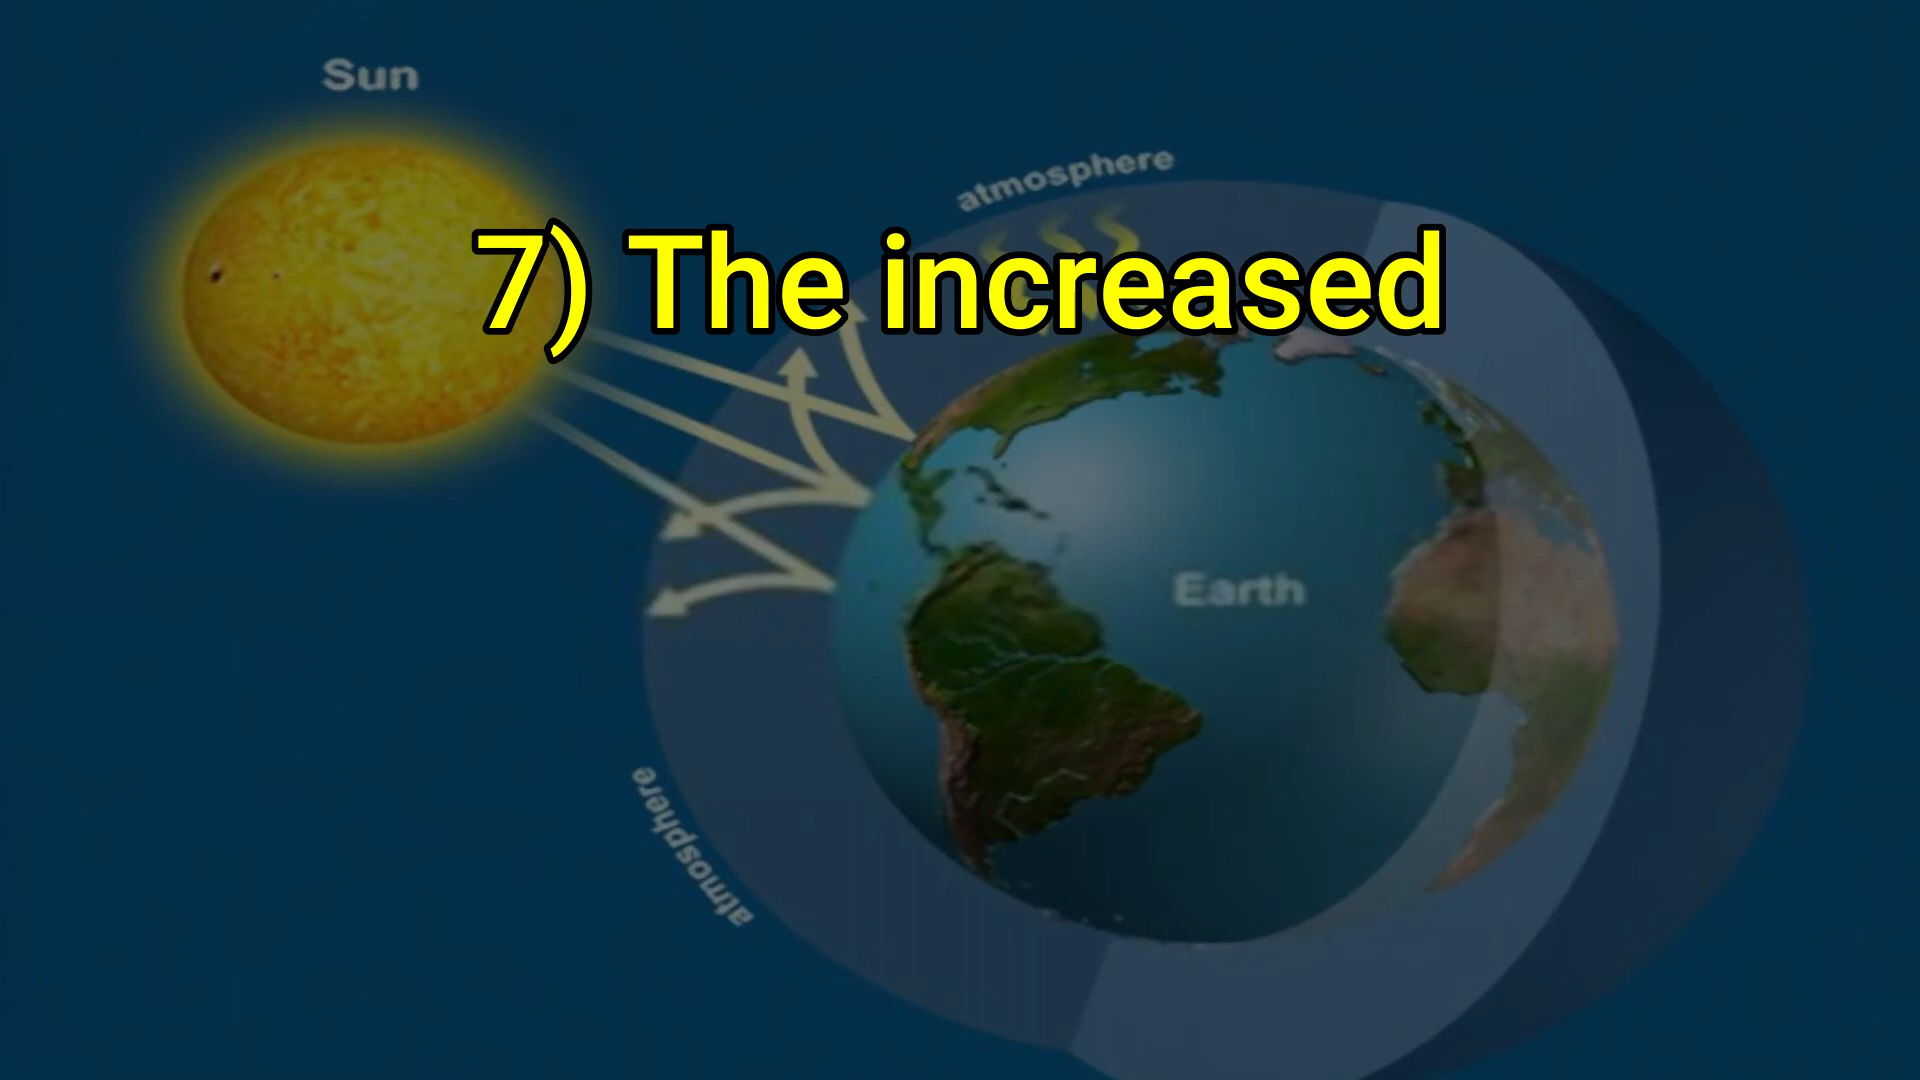 Sun
atmosphere
7) The increased
Earth
atmosphere